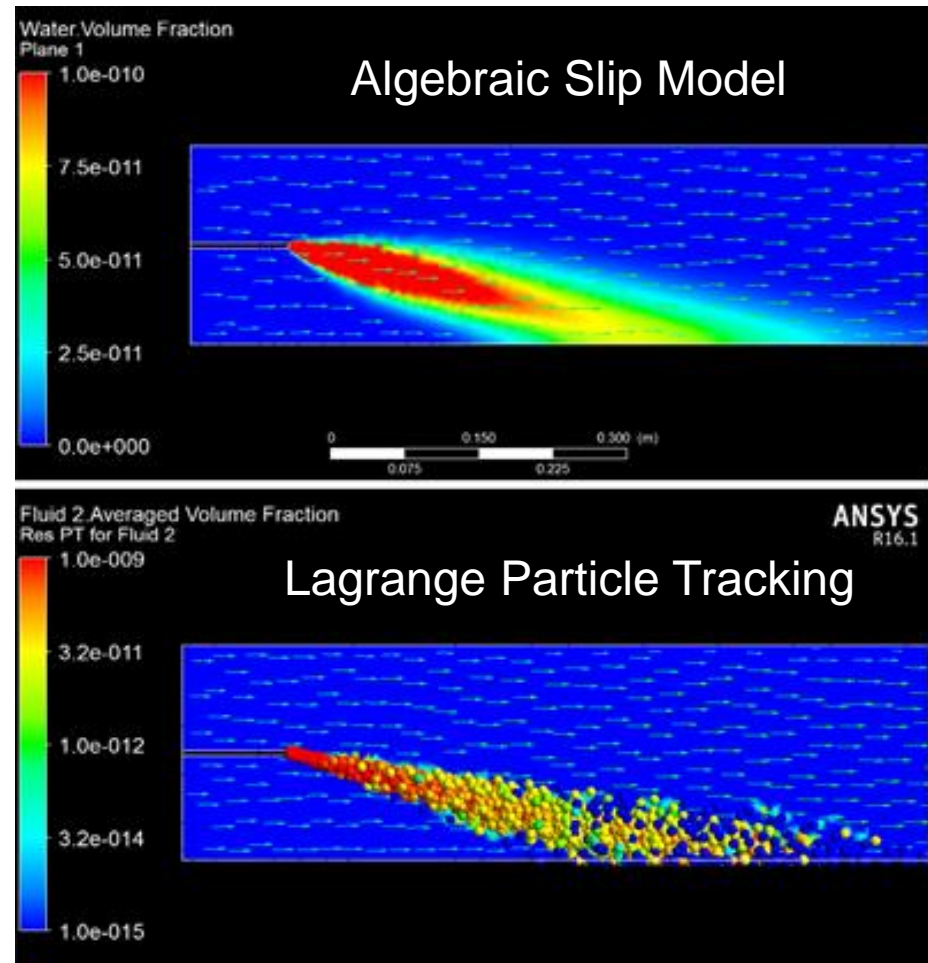 Water.Volume Fraction
Plane 1
1.0e-010
Algebraic Slip Model
7.5e-011
5.0e-011
2.5e-011
0.0e+000
0 0.150 0.300 (m)
0.075 0.225
Fluid 2.Averaged Volume Fraction
Res PT for Fluid 2
ANSYS
R16.1
1.0e-009
Lagrange Particle Tracking
3.2e-011
1.0e-012
3.2e-014
1.0e-015